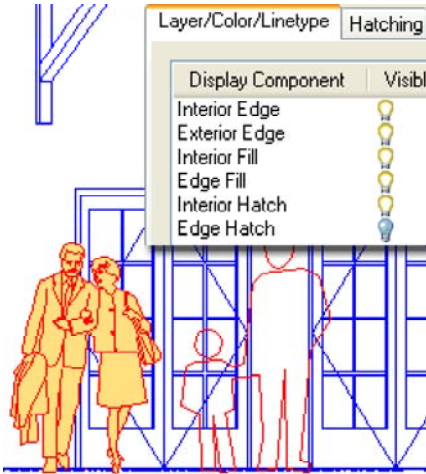 Layer/Color/Linetype Hatching
Display Component Visibl
Interior Edge
Exterior Edge
Interior Fill
Edge Fill
Interior Hatch
Edge Hatch